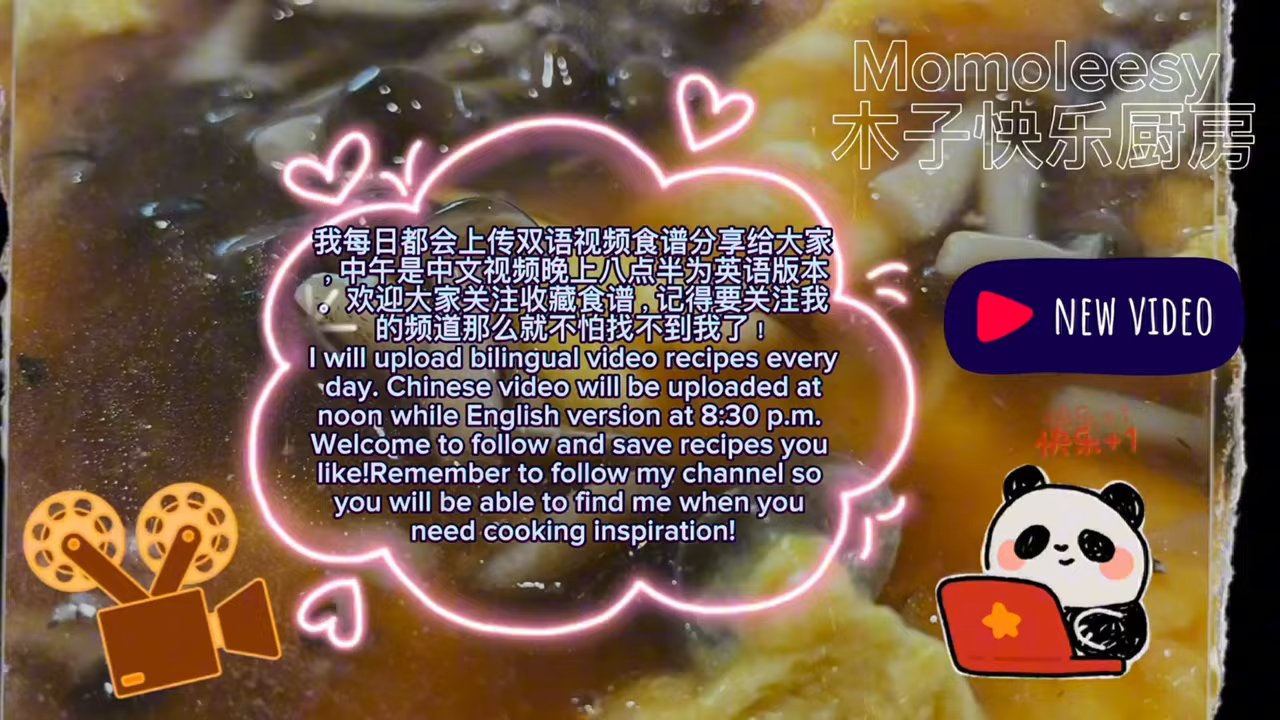 Momoleesy
木子快乐厨房
我每日都会上传双语视频食谱分享给大家
，中午是中文视频晚上八点半为英语版本
。欢迎大家关注收藏食谱，记得要关注我
的频道那么就不怕找不到我了！
I will upload bilingual video recipes every
day. Chinese video will be uploaded at
noon while English version at 8:30 p.m.
Welcome to follow and save recipes you
like!Remember to follow my channel so
you will be able to find me when you
need cooking inspiration!
NEW VIDEO
快乐+1
快乐+1